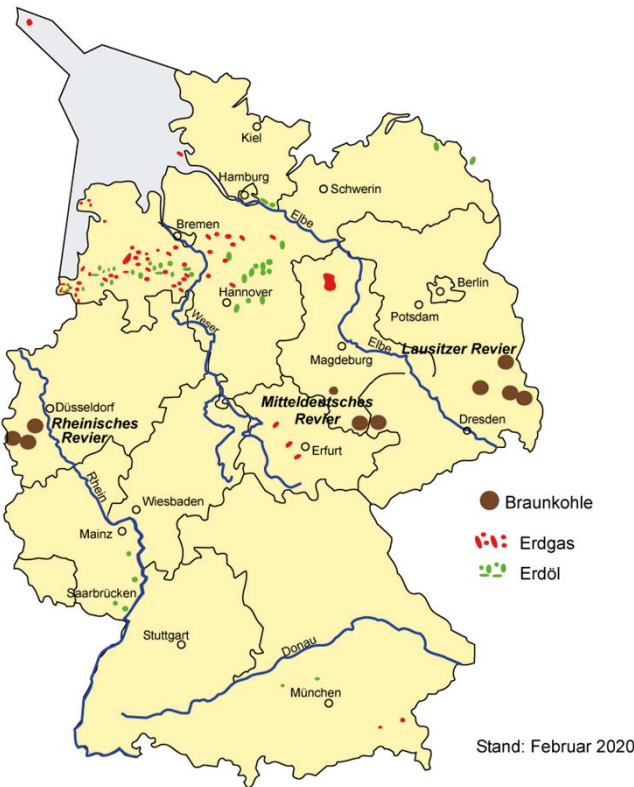 Kiel
Hamburg
Schwerin
Elbe
Bremen
Berlin
Hannover
Potsdam
Weser
Magdeburg
Elbe
Lausitzer Revier
Düsseldorf
Rheinisches
Revier
Mitteldeutsches
Revier
Dresden
Erfurt
Rhein
Wiesbaden
Mainz
Saarbrücken
Stuttgart
Donau
München
Braunkohle
Erdgas
Erdöl
Stand: Februar 2020